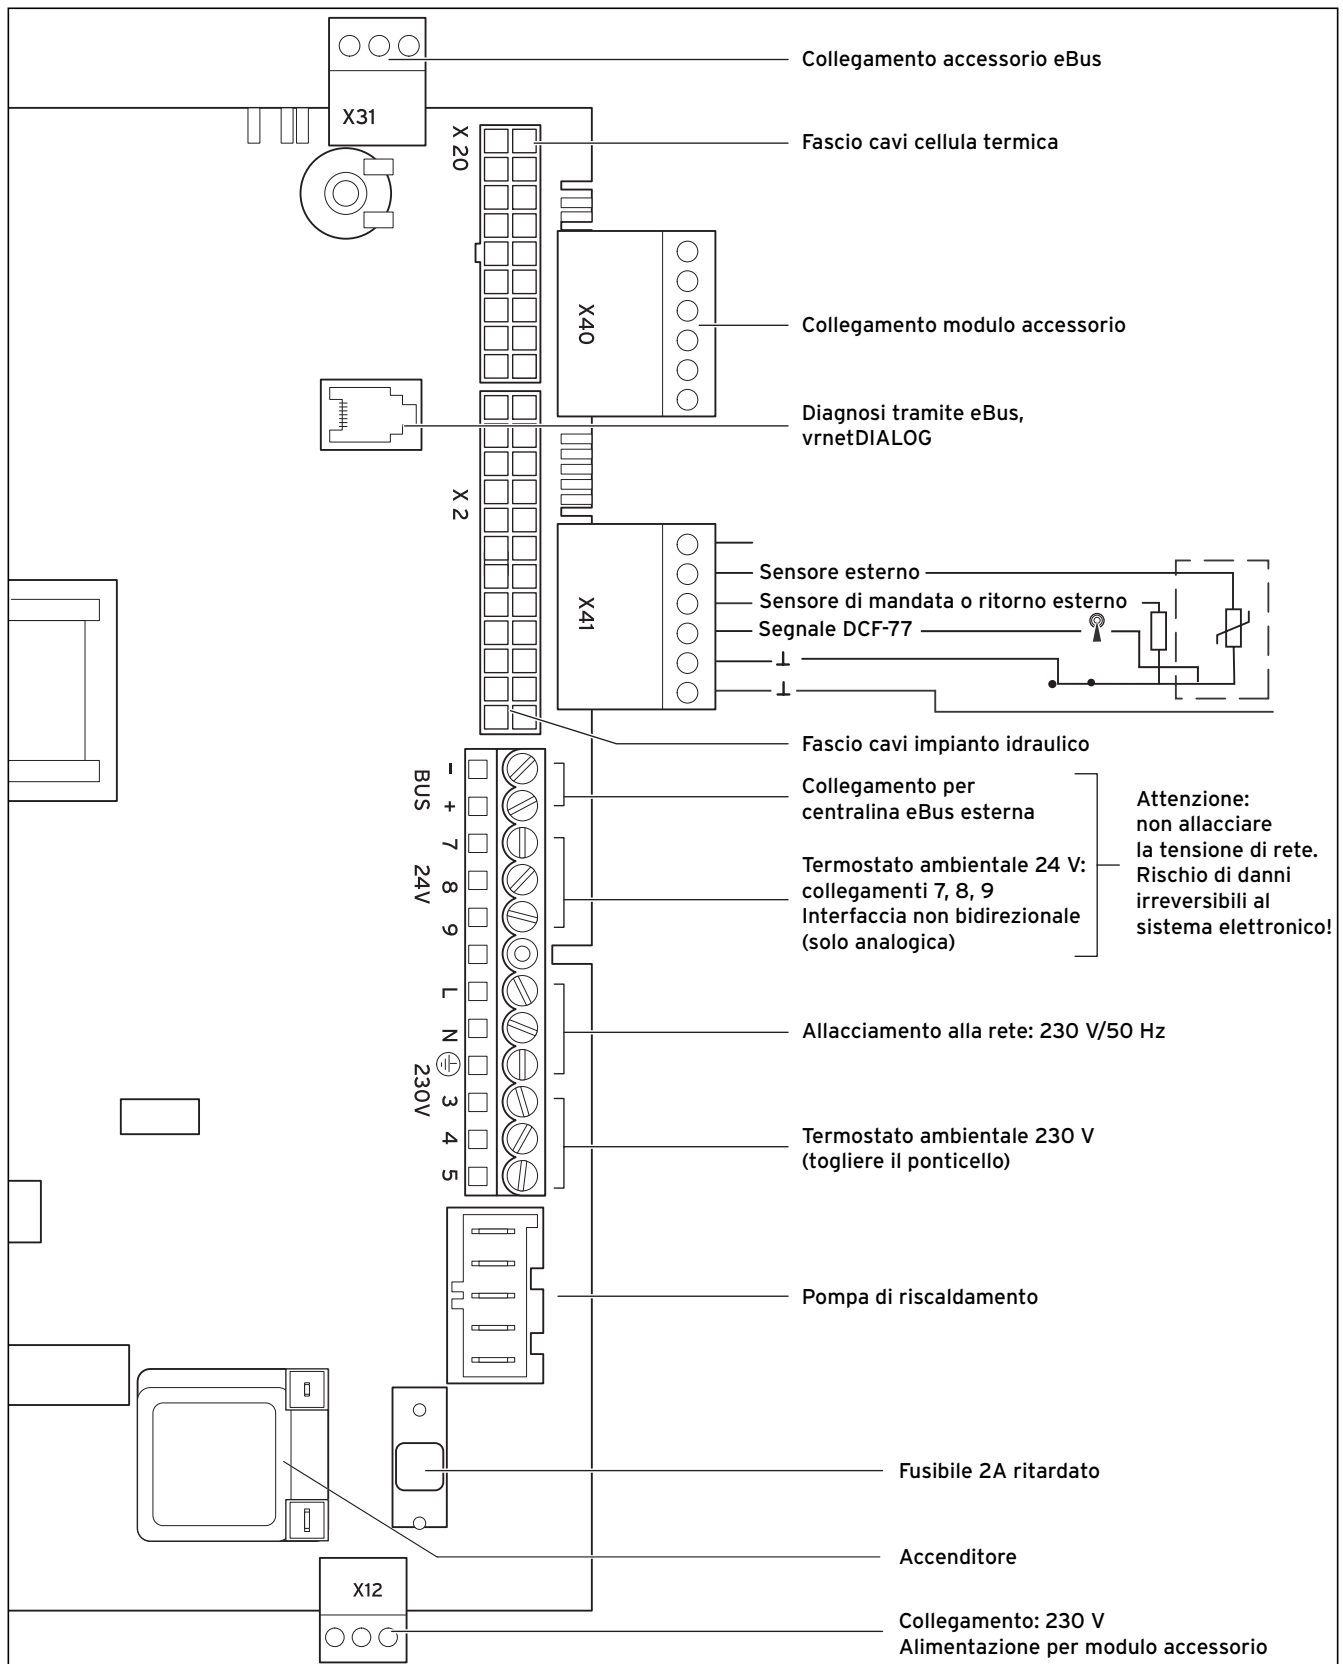 Collegamento accessorio eBus
X31
X 20
Fascio cavi cellula termica
X40
Collegamento modulo accessorio
Diagnosi tramite eBus,
vrnetDIALOG
X 2
X41
Sensore esterno
Sensore di mandata o ritorno esterno
Segnale DCF-77
Fascio cavi impianto idraulico
BUS
-
+
Collegamento per
centralina eBus esterna
24V
7
8
9
Termostato ambientale 24 V:
collegamenti 7, 8, 9
Interfaccia non bidirezionale
(solo analogica)
Attenzione:
non allacciare
la tensione di rete.
Rischio di danni
irreversibili al
sistema elettronico!
L
N
Allacciamento alla rete: 230 V/50 Hz
230V
3
4
5
Termostato ambientale 230 V
(togliere il ponticello)
Pompa di riscaldamento
Fusibile 2A ritardato
Accenditore
X12
Collegamento: 230 V
Alimentazione per modulo accessorio